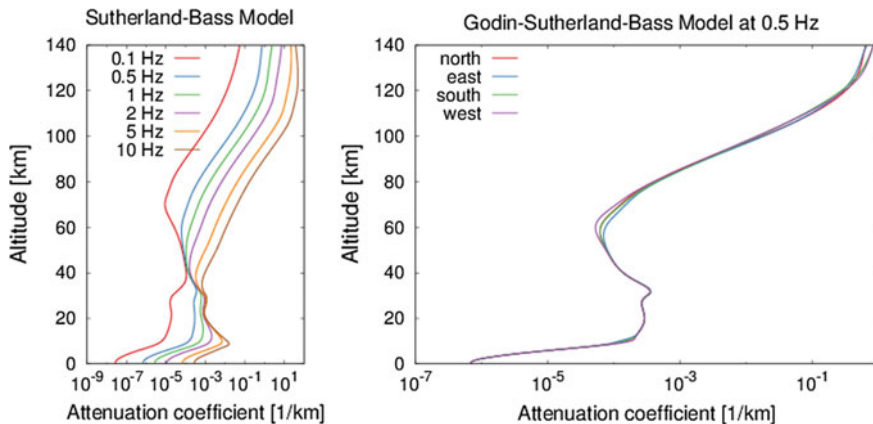 Sutherland-Bass Model
140
120
100
80
60
40
20
0
Altitude [km]
0.1 Hz
0.5 Hz
1 Hz
2 Hz
5 Hz
10 Hz
10-9 10-7 10-5 10-3 10-1 101
Attenuation coefficient [1/km]
Godin-Sutherland-Bass Model at 0.5 Hz
140
120
100
80
60
40
20
0
Altitude [km]
north
east
south
west
10-7 10-5 10-3 10-1
Attenuation coefficient [1/km]